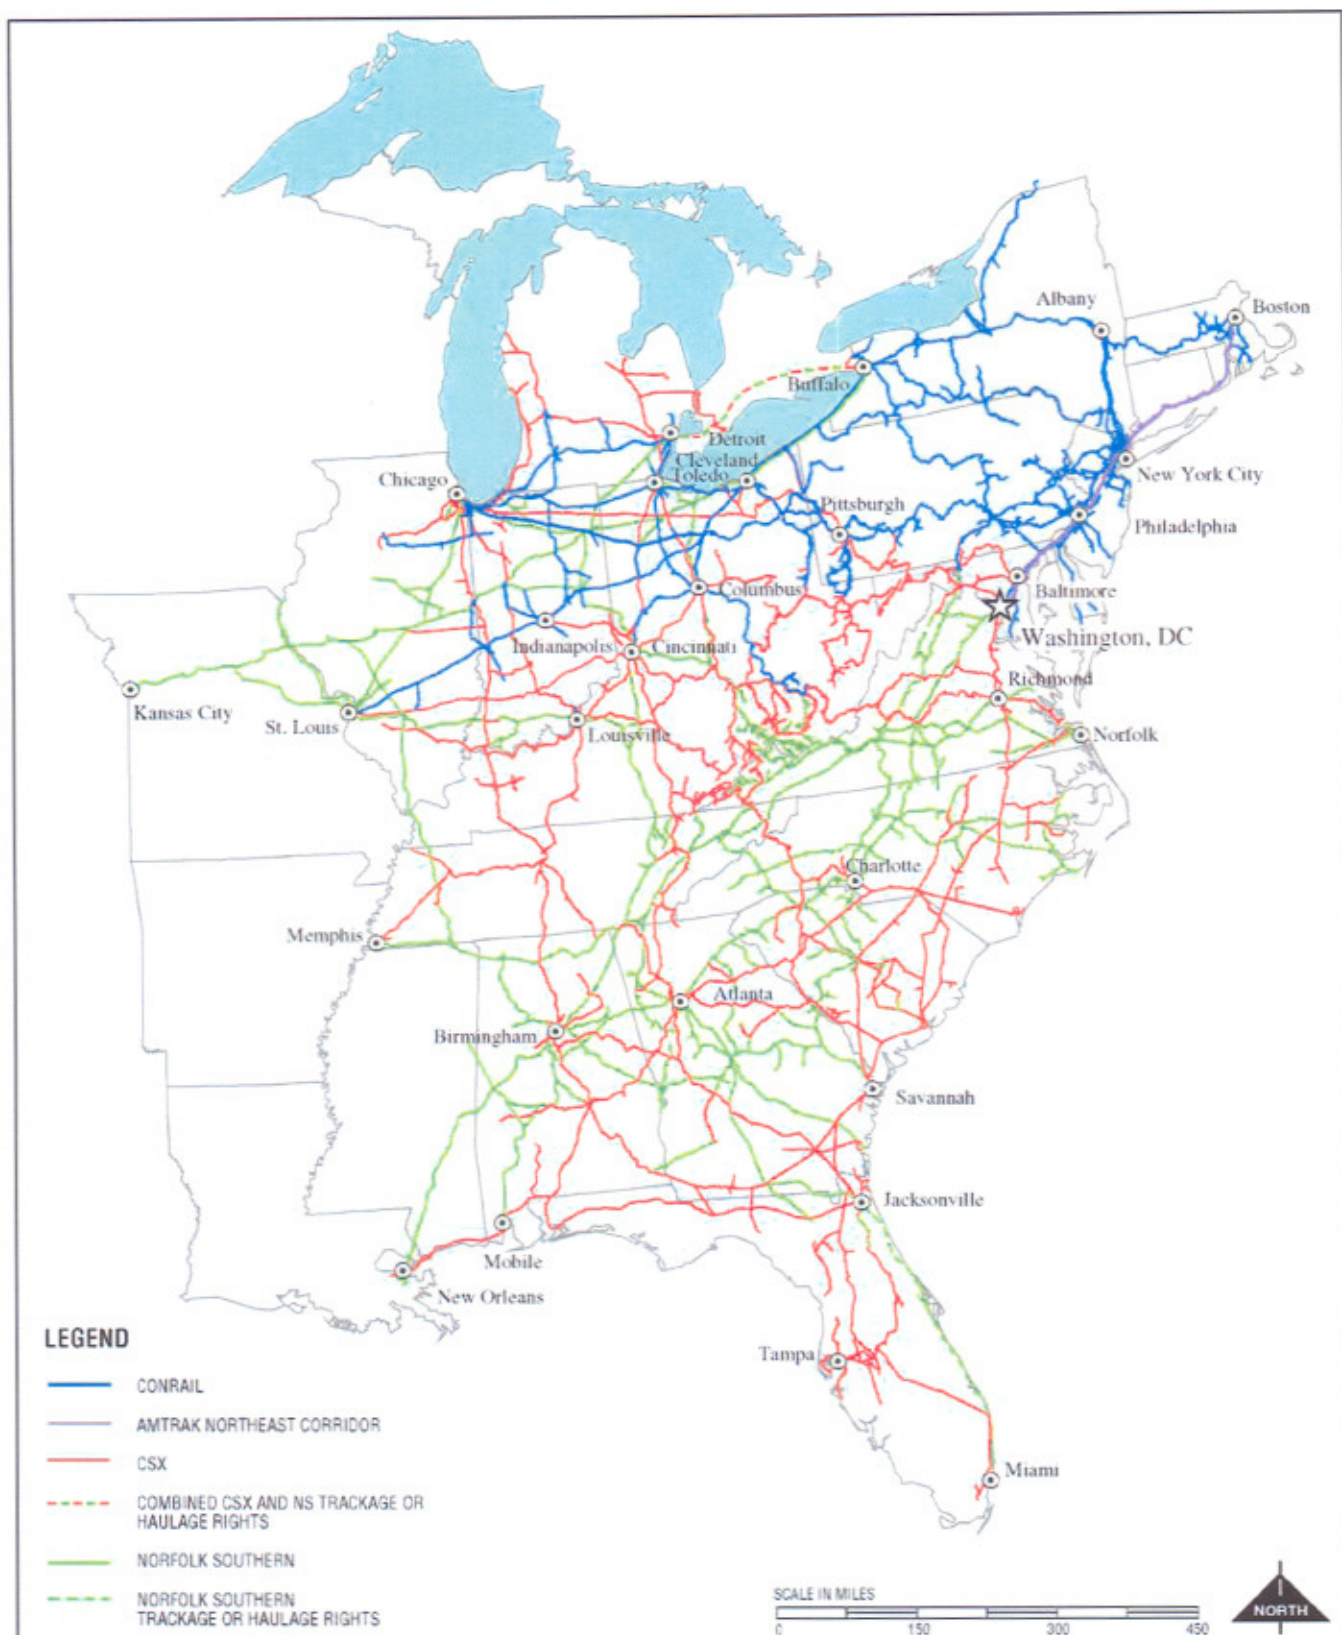 Albany
Boston
Buffalo
Detroit
Cleveland
Toledo
New York City
Chicago
Pittsburgh
Philadelphia
Columbus
Baltimore
Washington, DC
Indianapolis
Cincinnati
Richmond
Kansas City
St. Louis
Louisville
Norfolk
Charlotte
Memphis
Atlanta
Birmingham
Savannah
Jacksonville
Mobile
New Orleans
Tampa
Miami
LEGEND
CONRAIL
AMTRAK NORTHEAST CORRIDOR
CSX
COMBINED CSX AND NS TRACKAGE OR
HAULAGE RIGHTS
NORFOLK SOUTHERN
NORFOLK SOUTHERN
TRACKAGE OR HAULAGE RIGHTS
SCALE IN MILES
0 150 300 450
NORTH